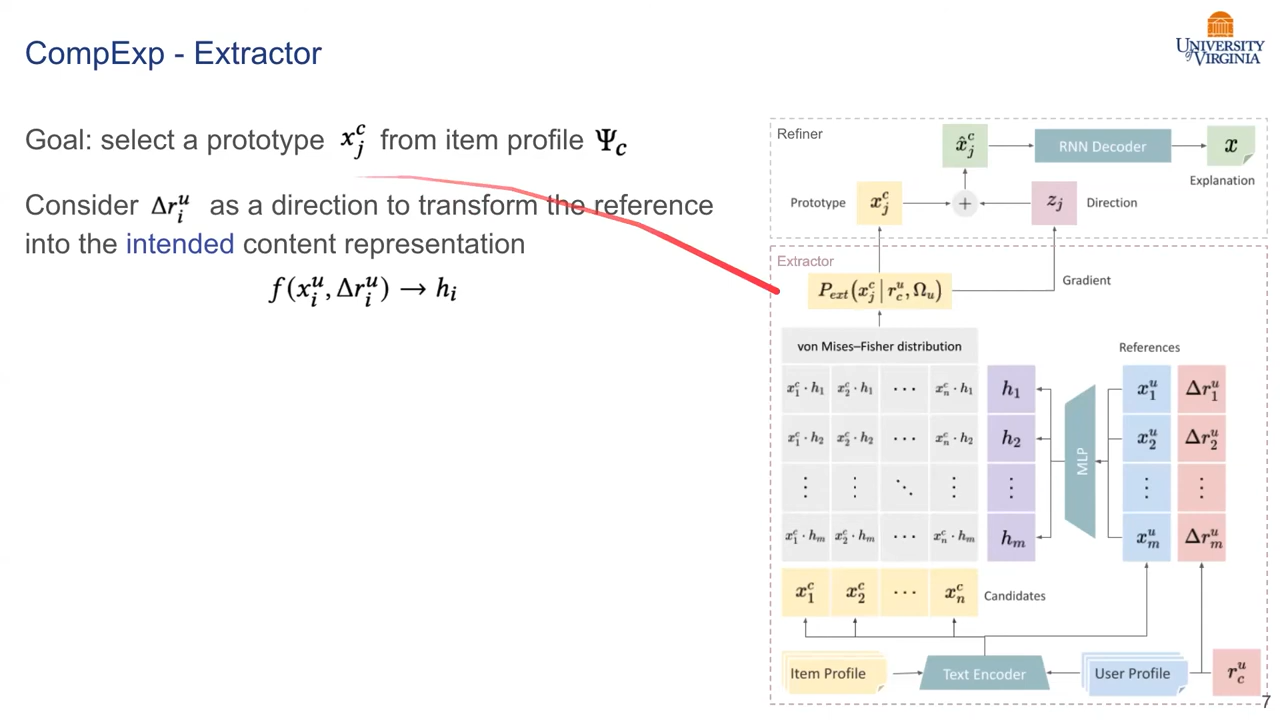 CompExp - Extractor
UNIVERSITY
of VIRGINIA
Goal: select a prototype x_j^c from item profile Ψ_c
Consider Δr_i^u as a direction to transform the reference
into the intended content representation
f(x_i^u, Δr_i^u) → h_i
Refiner
x̂_j^c
RNN Decoder
x
Explanation
Prototype
x_j^c
+
z_j
Direction
Extractor
P_ext(x_j^c | r_c^u, Ω_u)
Gradient
von Mises–Fisher distribution
References
x_1^c · h_1 x_2^c · h_1 ··· x_n^c · h_1 h_1 x_1^u Δr_1^u
x_1^c · h_2 x_2^c · h_2 ··· x_n^c · h_2 h_2 x_2^u Δr_2^u
MLP
⋮ ⋮ ⋱ ⋮ ⋮ ⋮ ⋮
x_1^c · h_m x_2^c · h_m ··· x_n^c · h_m h_m x_m^u Δr_m^u
x_1^c x_2^c ··· x_n^c Candidates
Item Profile
Text Encoder
User Profile
r_c^u
7